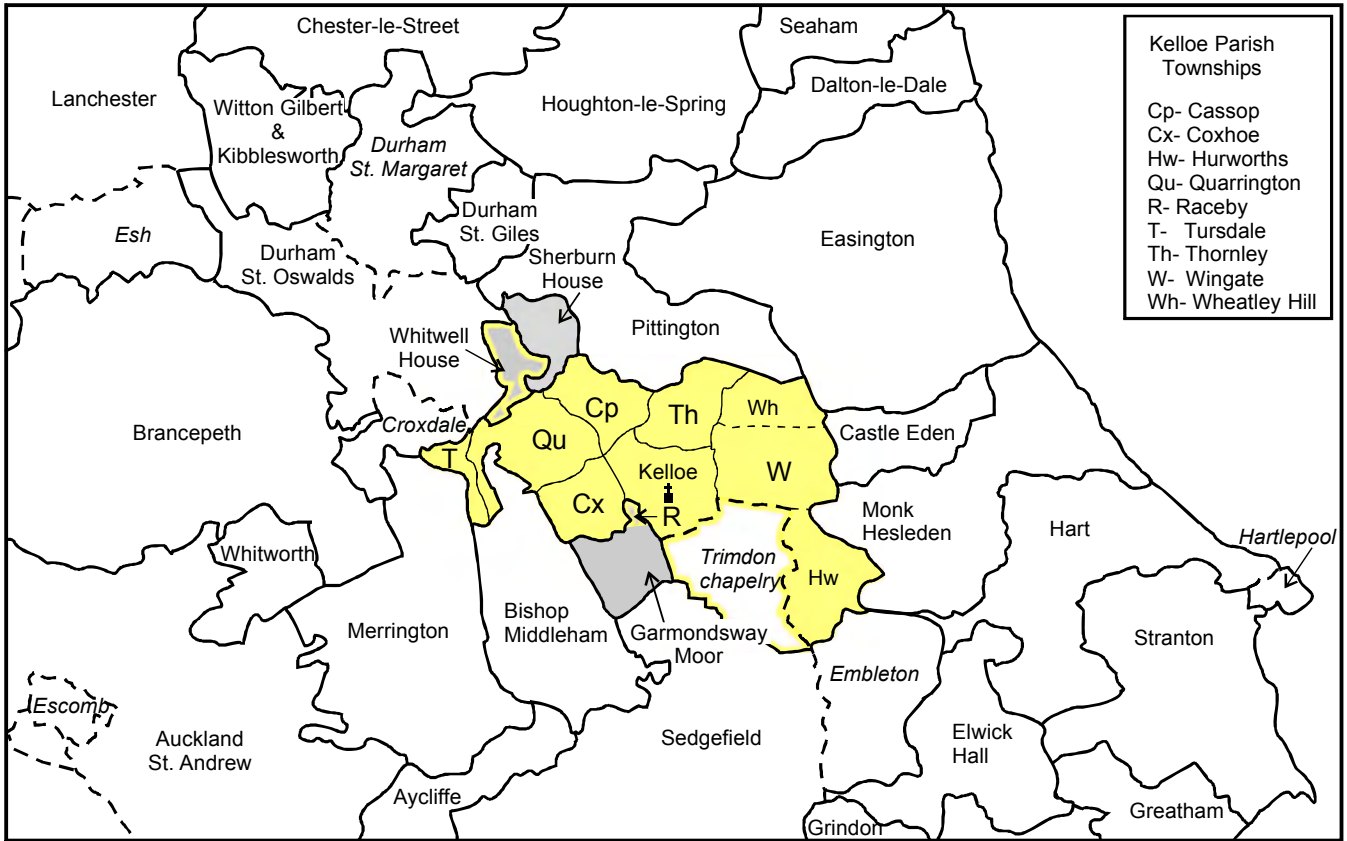 Chester-le-Street
Seaham
Kelloe Parish
Townships
Cp- Cassop
Cx- Coxhoe
Hw- Hurworths
Qu- Quarrington
R- Raceby
T- Tursdale
Th- Thornley
W- Wingate
Wh- Wheatley Hill
Lanchester
Witton Gilbert
&
Kibblesworth
Houghton-le-Spring
Dalton-le-Dale
Durham
St. Margaret
Durham
St. Giles
Esh
Durham
St. Oswalds
Easington
Sherburn
House
Whitwell
House
Pittington
Brancepeth
Croxdale
Cp
Th
Wh
Castle Eden
Qu
T
Kelloe
W
Cx
R
Monk
Hesleden
Hart
Hartlepool
Whitworth
Trimdon
chapelry
Hw
Merrington
Bishop
Middleham
Garmondsway
Moor
Stranton
Embleton
Escomb
Auckland
St. Andrew
Sedgefield
Elwick
Hall
Aycliffe
Grindon
Greatham